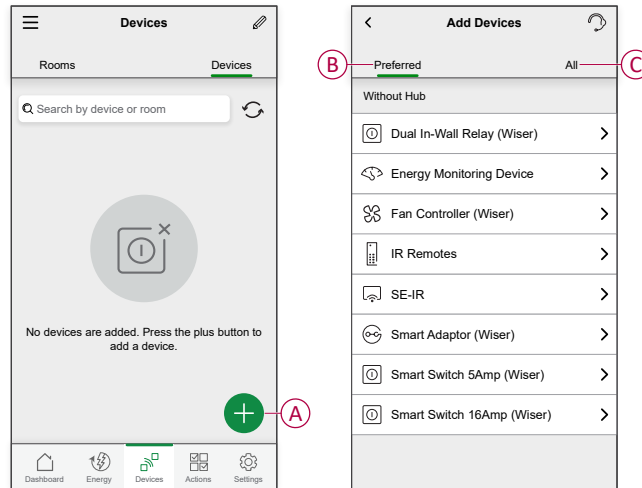 Devices
Rooms
Devices
Search by device or room
No devices are added. Press the plus button to
add a device.
A
Dashboard
Energy
Devices
Actions
Settings
Add Devices
B
Preferred
All
C
Without Hub
Dual In-Wall Relay (Wiser)
Energy Monitoring Device
Fan Controller (Wiser)
IR Remotes
SE-IR
Smart Adaptor (Wiser)
Smart Switch 5Amp (Wiser)
Smart Switch 16Amp (Wiser)